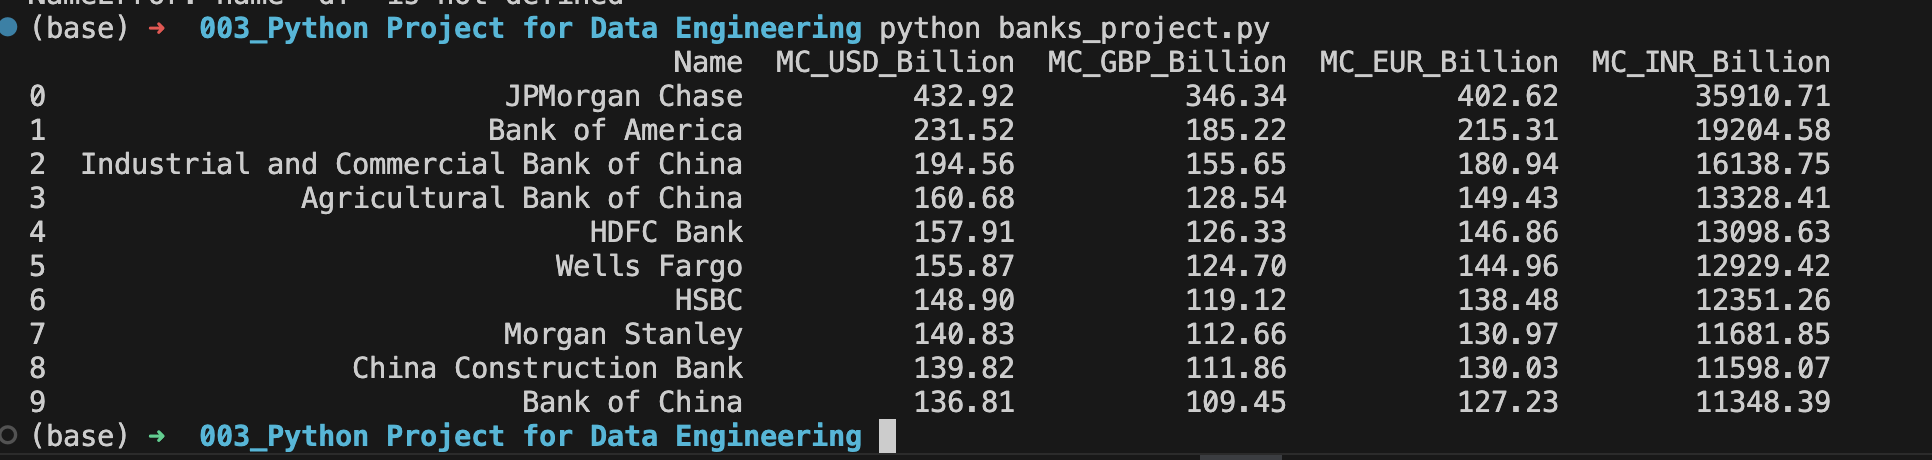 NameError: name 'df' is not defined
(base) ➜ 003_Python Project for Data Engineering python banks_project.py
Name MC_USD_Billion MC_GBP_Billion MC_EUR_Billion MC_INR_Billion
0 JPMorgan Chase 432.92 346.34 402.62 35910.71
1 Bank of America 231.52 185.22 215.31 19204.58
2 Industrial and Commercial Bank of China 194.56 155.65 180.94 16138.75
3 Agricultural Bank of China 160.68 128.54 149.43 13328.41
4 HDFC Bank 157.91 126.33 146.86 13098.63
5 Wells Fargo 155.87 124.70 144.96 12929.42
6 HSBC 148.90 119.12 138.48 12351.26
7 Morgan Stanley 140.83 112.66 130.97 11681.85
8 China Construction Bank 139.82 111.86 130.03 11598.07
9 Bank of China 136.81 109.45 127.23 11348.39
(base) ➜ 003_Python Project for Data Engineering